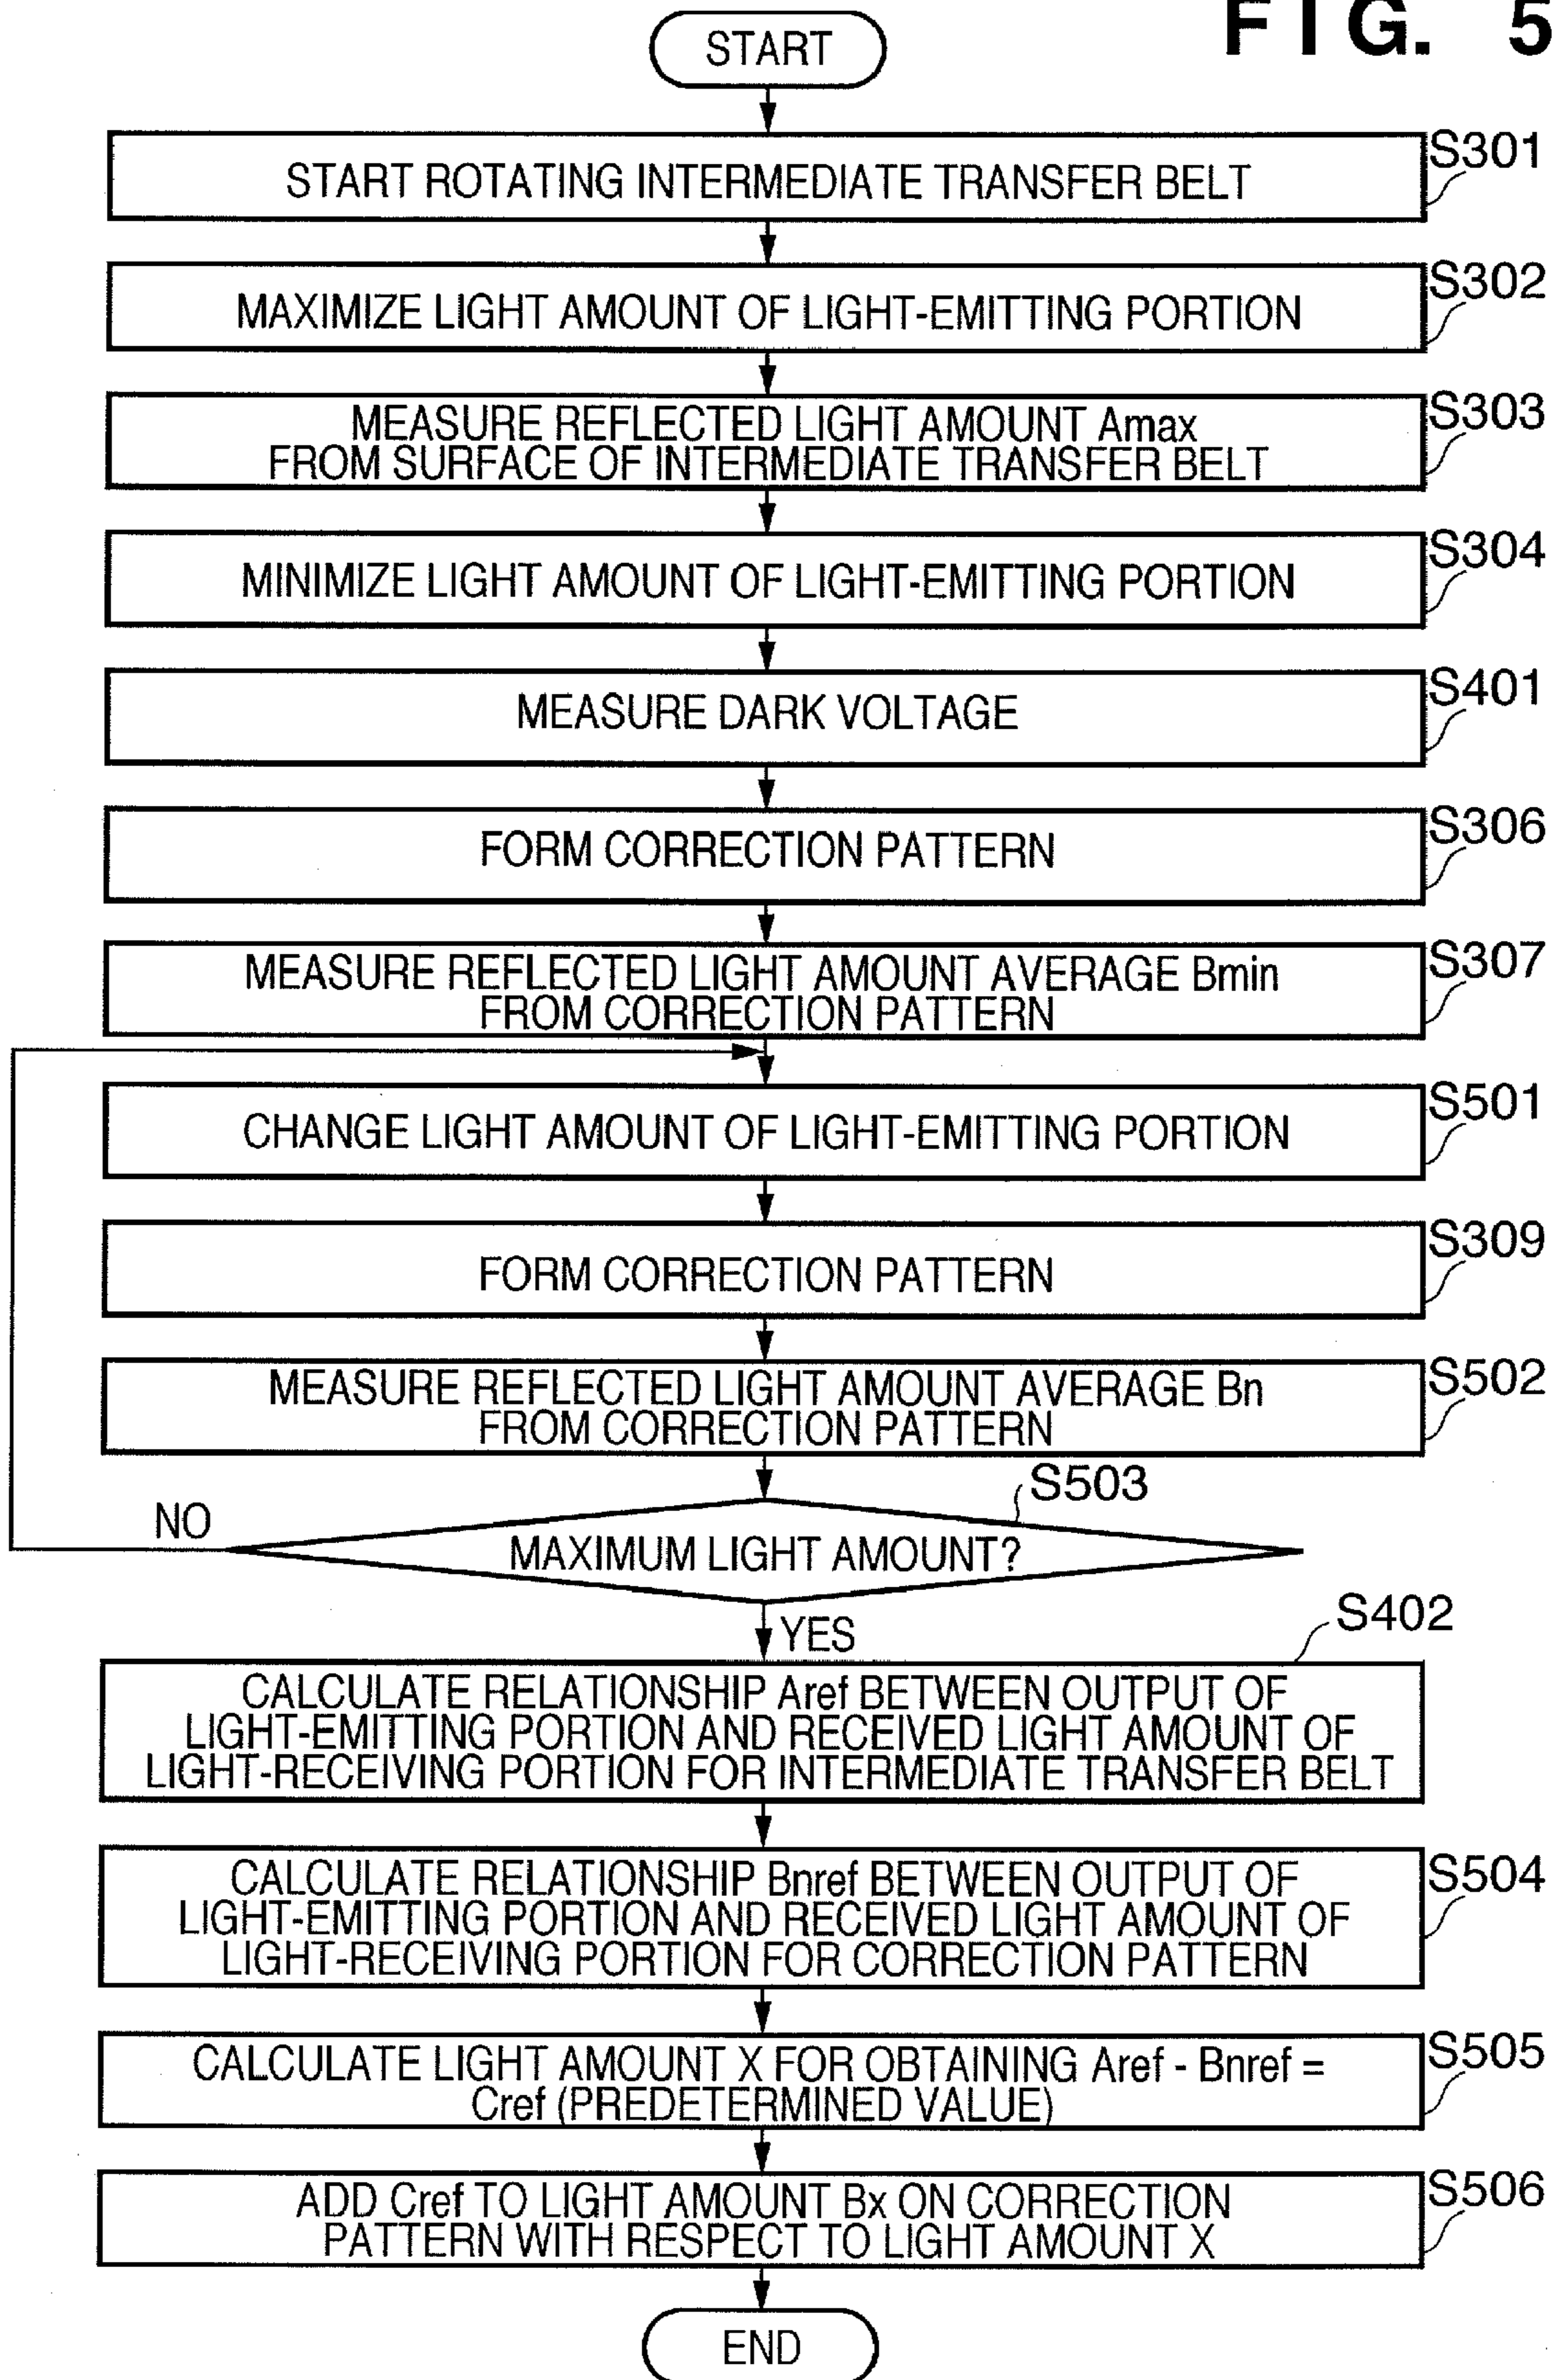 FIG. 5
START
S301
START ROTATING INTERMEDIATE TRANSFER BELT
S302
MAXIMIZE LIGHT AMOUNT OF LIGHT-EMITTING PORTION
S303
MEASURE REFLECTED LIGHT AMOUNT Amax
FROM SURFACE OF INTERMEDIATE TRANSFER BELT
S304
MINIMIZE LIGHT AMOUNT OF LIGHT-EMITTING PORTION
S401
MEASURE DARK VOLTAGE
S306
FORM CORRECTION PATTERN
S307
MEASURE REFLECTED LIGHT AMOUNT AVERAGE Bmin
FROM CORRECTION PATTERN
S501
CHANGE LIGHT AMOUNT OF LIGHT-EMITTING PORTION
S309
FORM CORRECTION PATTERN
S502
MEASURE REFLECTED LIGHT AMOUNT AVERAGE Bn
FROM CORRECTION PATTERN
S503
NO
MAXIMUM LIGHT AMOUNT?
YES
S402
CALCULATE RELATIONSHIP Aref BETWEEN OUTPUT OF
LIGHT-EMITTING PORTION AND RECEIVED LIGHT AMOUNT OF
LIGHT-RECEIVING PORTION FOR INTERMEDIATE TRANSFER BELT
S504
CALCULATE RELATIONSHIP Bnref BETWEEN OUTPUT OF
LIGHT-EMITTING PORTION AND RECEIVED LIGHT AMOUNT OF
LIGHT-RECEIVING PORTION FOR CORRECTION PATTERN
S505
CALCULATE LIGHT AMOUNT X FOR OBTAINING Aref - Bnref =
Cref (PREDETERMINED VALUE)
S506
ADD Cref TO LIGHT AMOUNT Bx ON CORRECTION
PATTERN WITH RESPECT TO LIGHT AMOUNT X
END